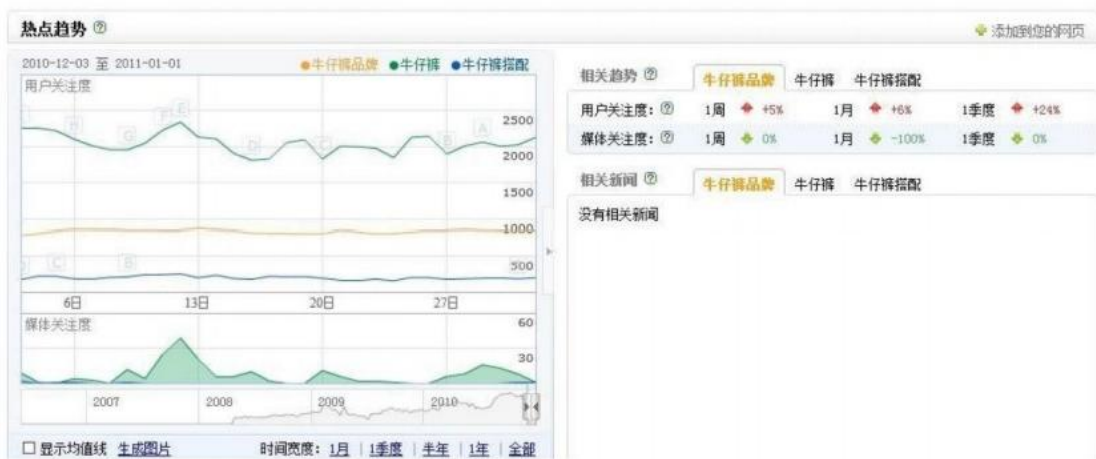 热点趋势 ?
添加到您的网页
2010-12-03 至 2011-01-01 ●牛仔裤品牌 ●牛仔裤 ●牛仔裤搭配
用户关注度
2500
2000
1500
1000
500
F E
H G D C B A
C B
6日 13日 20日 27日
媒体关注度
60
30
2007 2008 2009 2010
显示均值线 生成图片 时间宽度: 1月 | 1季度 | 半年 | 1年 | 全部
相关趋势 ? 牛仔裤品牌 牛仔裤 牛仔裤搭配
用户关注度: ? 1周 +5% 1月 +6% 1季度 +24%
媒体关注度: ? 1周 0% 1月 -100% 1季度 0%
相关新闻 ? 牛仔裤品牌 牛仔裤 牛仔裤搭配
没有相关新闻